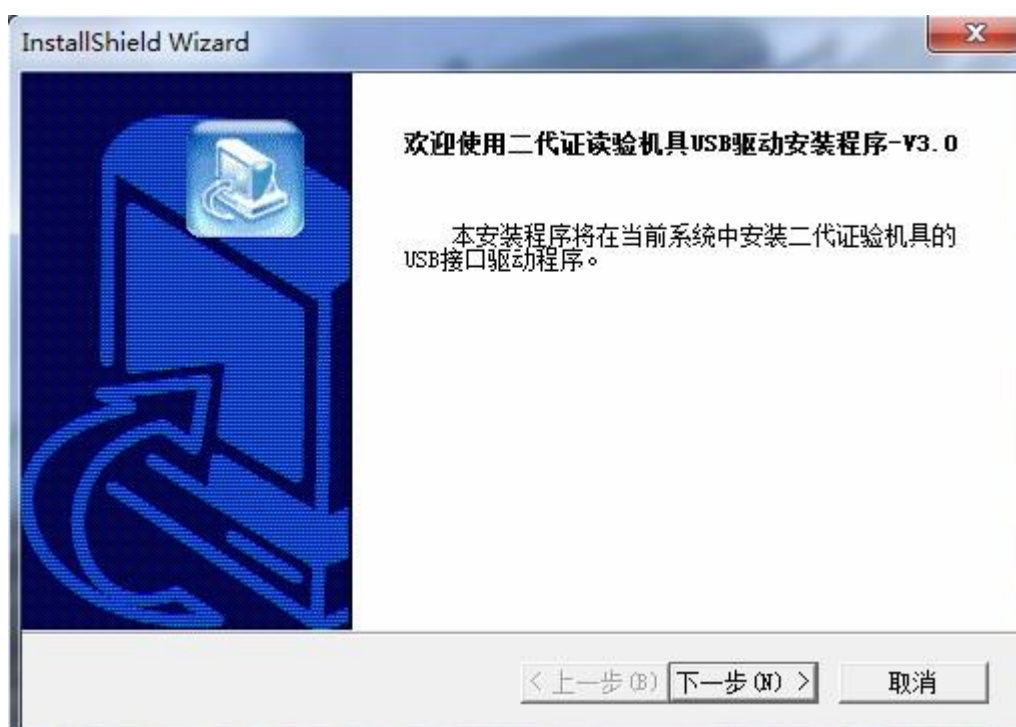 InstallShield Wizard
欢迎使用二代证读验机具USB驱动安装程序-V3.0
本安装程序将在当前系统中安装二代证验机具的
USB接口驱动程序。
< 上一步(B) 下一步(N) > 取消